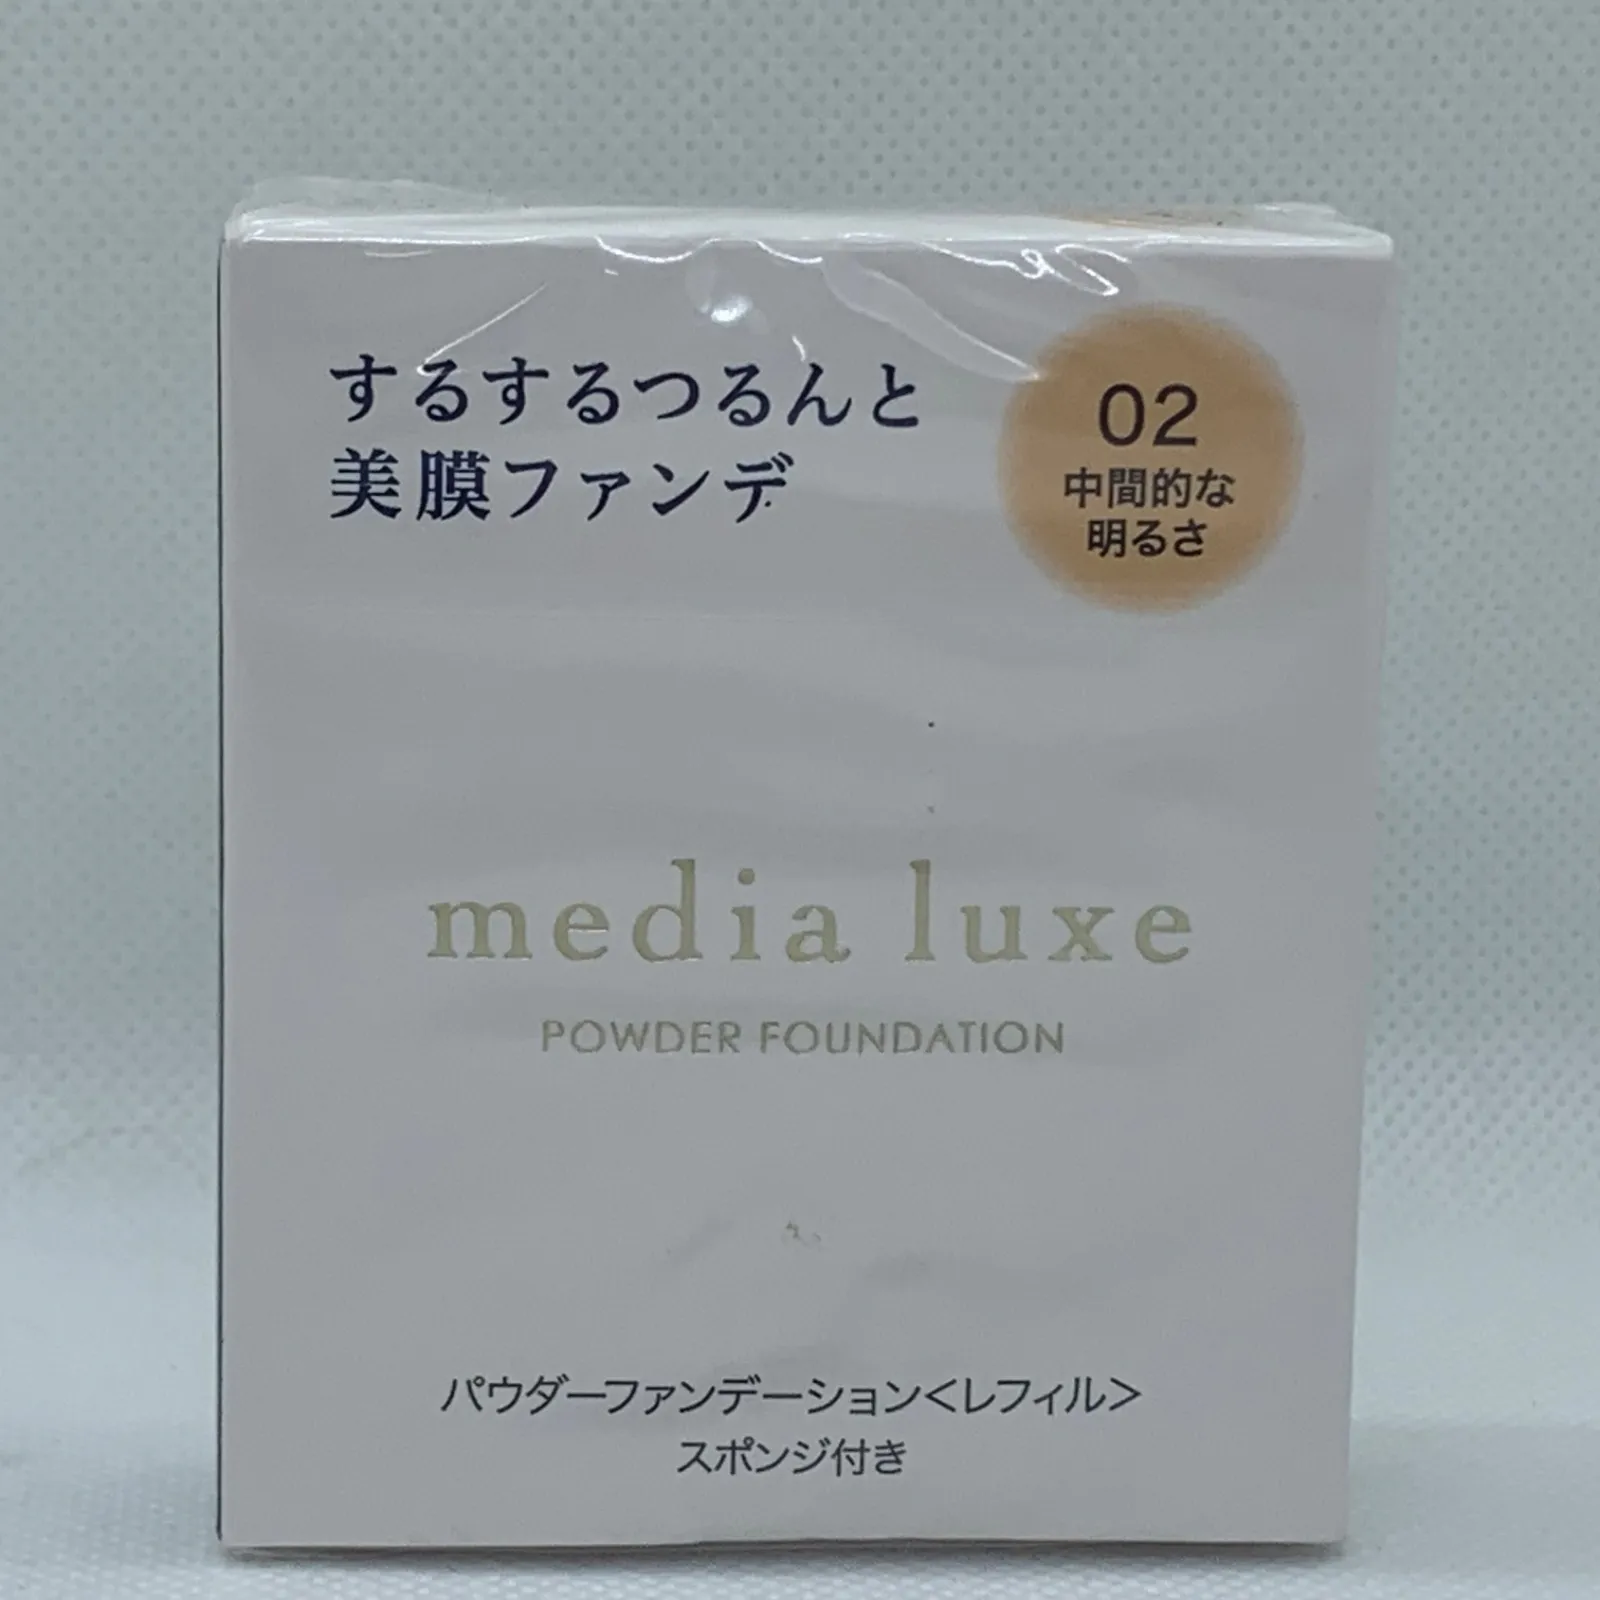 するするつるんと
美膜ファンデ
02
中間的な
明るさ
media luxe
POWDER FOUNDATION
パウダーファンデーション<レフィル>
スポンジ付き